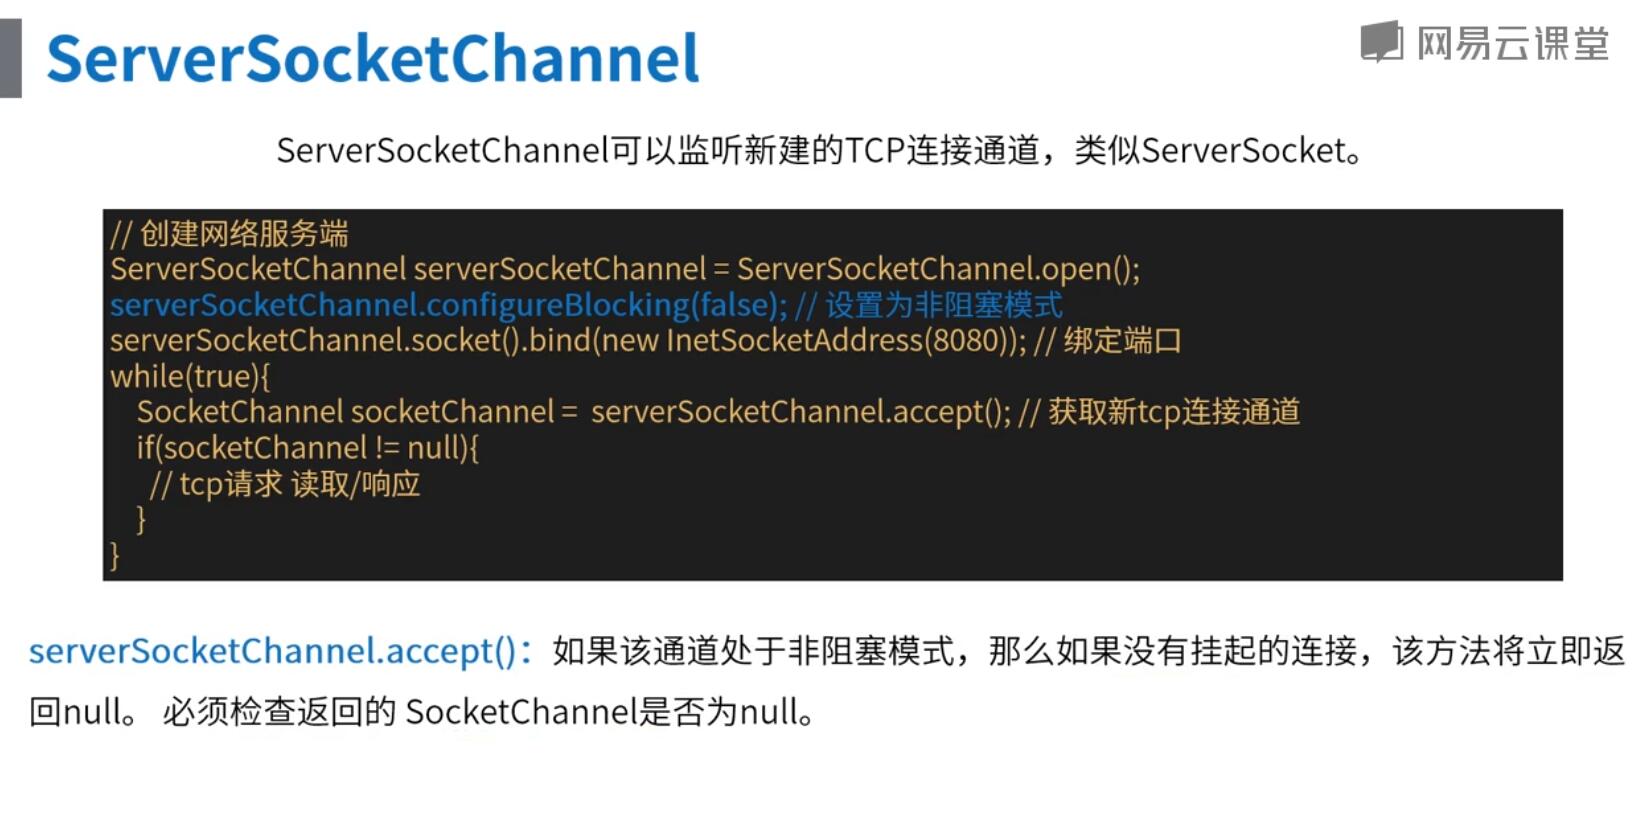 ServerSocketChannel
网易云课堂
ServerSocketChannel可以监听新建的TCP连接通道，类似ServerSocket。
// 创建网络服务端
ServerSocketChannel serverSocketChannel = ServerSocketChannel.open();
serverSocketChannel.configureBlocking(false); // 设置为非阻塞模式
serverSocketChannel.socket().bind(new InetSocketAddress(8080)); // 绑定端口
while(true){
SocketChannel socketChannel = serverSocketChannel.accept(); // 获取新tcp连接通道
if(socketChannel != null){
// tcp请求 读取/响应
}
}
serverSocketChannel.accept()：如果该通道处于非阻塞模式，那么如果没有挂起的连接，该方法将立即返
回null。 必须检查返回的 SocketChannel是否为null。